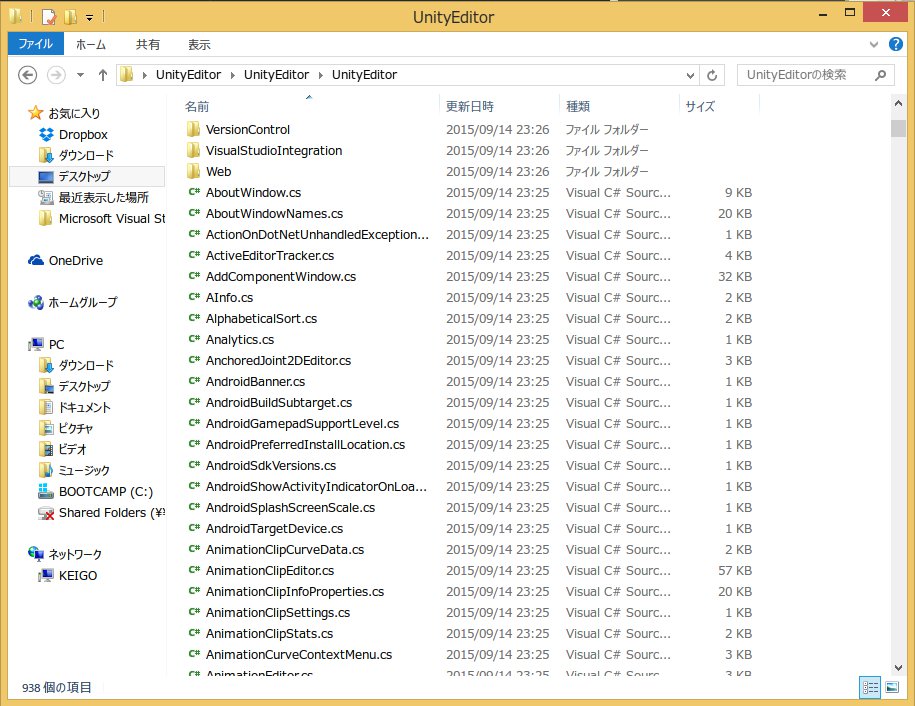 UnityEditor
ファイル ホーム 共有 表示
UnityEditor UnityEditor UnityEditor UnityEditorの検索
お気に入り
Dropbox
ダウンロード
デスクトップ
最近表示した場所
Microsoft Visual St
OneDrive
ホームグループ
PC
ダウンロード
デスクトップ
ドキュメント
ピクチャ
ビデオ
ミュージック
BOOTCAMP (C:)
Shared Folders (¥
ネットワーク
KEIGO
名前 更新日時 種類 サイズ
VersionControl 2015/09/14 23:26 ファイル フォルダー
VisualStudioIntegration 2015/09/14 23:26 ファイル フォルダー
Web 2015/09/14 23:26 ファイル フォルダー
C# AboutWindow.cs 2015/09/14 23:25 Visual C# Sourc... 9 KB
C# AboutWindowNames.cs 2015/09/14 23:25 Visual C# Sourc... 20 KB
C# ActionOnDotNetUnhandledException... 2015/09/14 23:25 Visual C# Sourc... 1 KB
C# ActiveEditorTracker.cs 2015/09/14 23:25 Visual C# Sourc... 4 KB
C# AddComponentWindow.cs 2015/09/14 23:25 Visual C# Sourc... 32 KB
C# AInfo.cs 2015/09/14 23:25 Visual C# Sourc... 2 KB
C# AlphabeticalSort.cs 2015/09/14 23:25 Visual C# Sourc... 2 KB
C# Analytics.cs 2015/09/14 23:25 Visual C# Sourc... 1 KB
C# AnchoredJoint2DEditor.cs 2015/09/14 23:25 Visual C# Sourc... 3 KB
C# AndroidBanner.cs 2015/09/14 23:25 Visual C# Sourc... 1 KB
C# AndroidBuildSubtarget.cs 2015/09/14 23:25 Visual C# Sourc... 1 KB
C# AndroidGamepadSupportLevel.cs 2015/09/14 23:25 Visual C# Sourc... 1 KB
C# AndroidPreferredInstallLocation.cs 2015/09/14 23:25 Visual C# Sourc... 1 KB
C# AndroidSdkVersions.cs 2015/09/14 23:25 Visual C# Sourc... 1 KB
C# AndroidShowActivityIndicatorOnLoa... 2015/09/14 23:25 Visual C# Sourc... 1 KB
C# AndroidSplashScreenScale.cs 2015/09/14 23:25 Visual C# Sourc... 1 KB
C# AndroidTargetDevice.cs 2015/09/14 23:25 Visual C# Sourc... 1 KB
C# AnimationClipCurveData.cs 2015/09/14 23:25 Visual C# Sourc... 2 KB
C# AnimationClipEditor.cs 2015/09/14 23:25 Visual C# Sourc... 57 KB
C# AnimationClipInfoProperties.cs 2015/09/14 23:25 Visual C# Sourc... 20 KB
C# AnimationClipSettings.cs 2015/09/14 23:25 Visual C# Sourc... 1 KB
C# AnimationClipStats.cs 2015/09/14 23:25 Visual C# Sourc... 2 KB
C# AnimationCurveContextMenu.cs 2015/09/14 23:25 Visual C# Sourc... 3 KB
C# AnimationEditor.cs 2015/09/14 23:25 Visual C# Sourc... 3 KB
938 個の項目